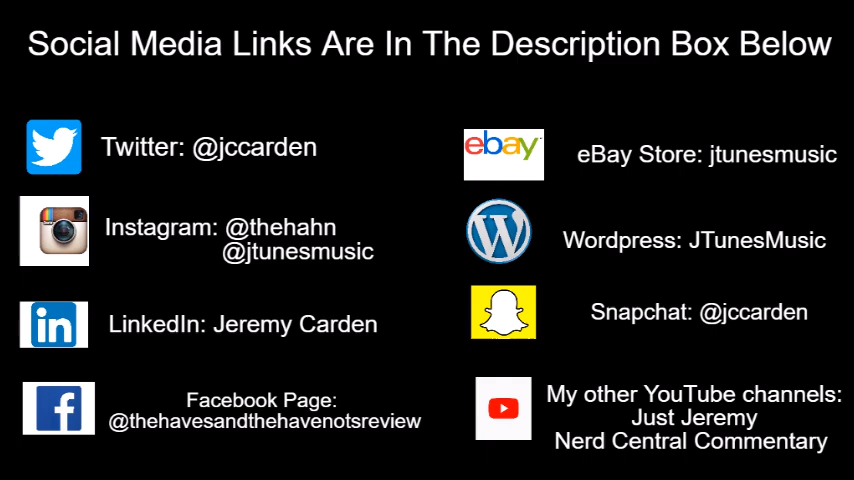 Social Media Links Are In The Description Box Below
Twitter: @jccarden
Instagram: @thehahn
@jtunesmusic
in LinkedIn: Jeremy Carden
f Facebook Page:
@thehavesandthehavenotsreview
ebay eBay Store: jtunesmusic
W Wordpress: JTunesMusic
Snapchat: @jccarden
My other YouTube channels:
Just Jeremy
Nerd Central Commentary